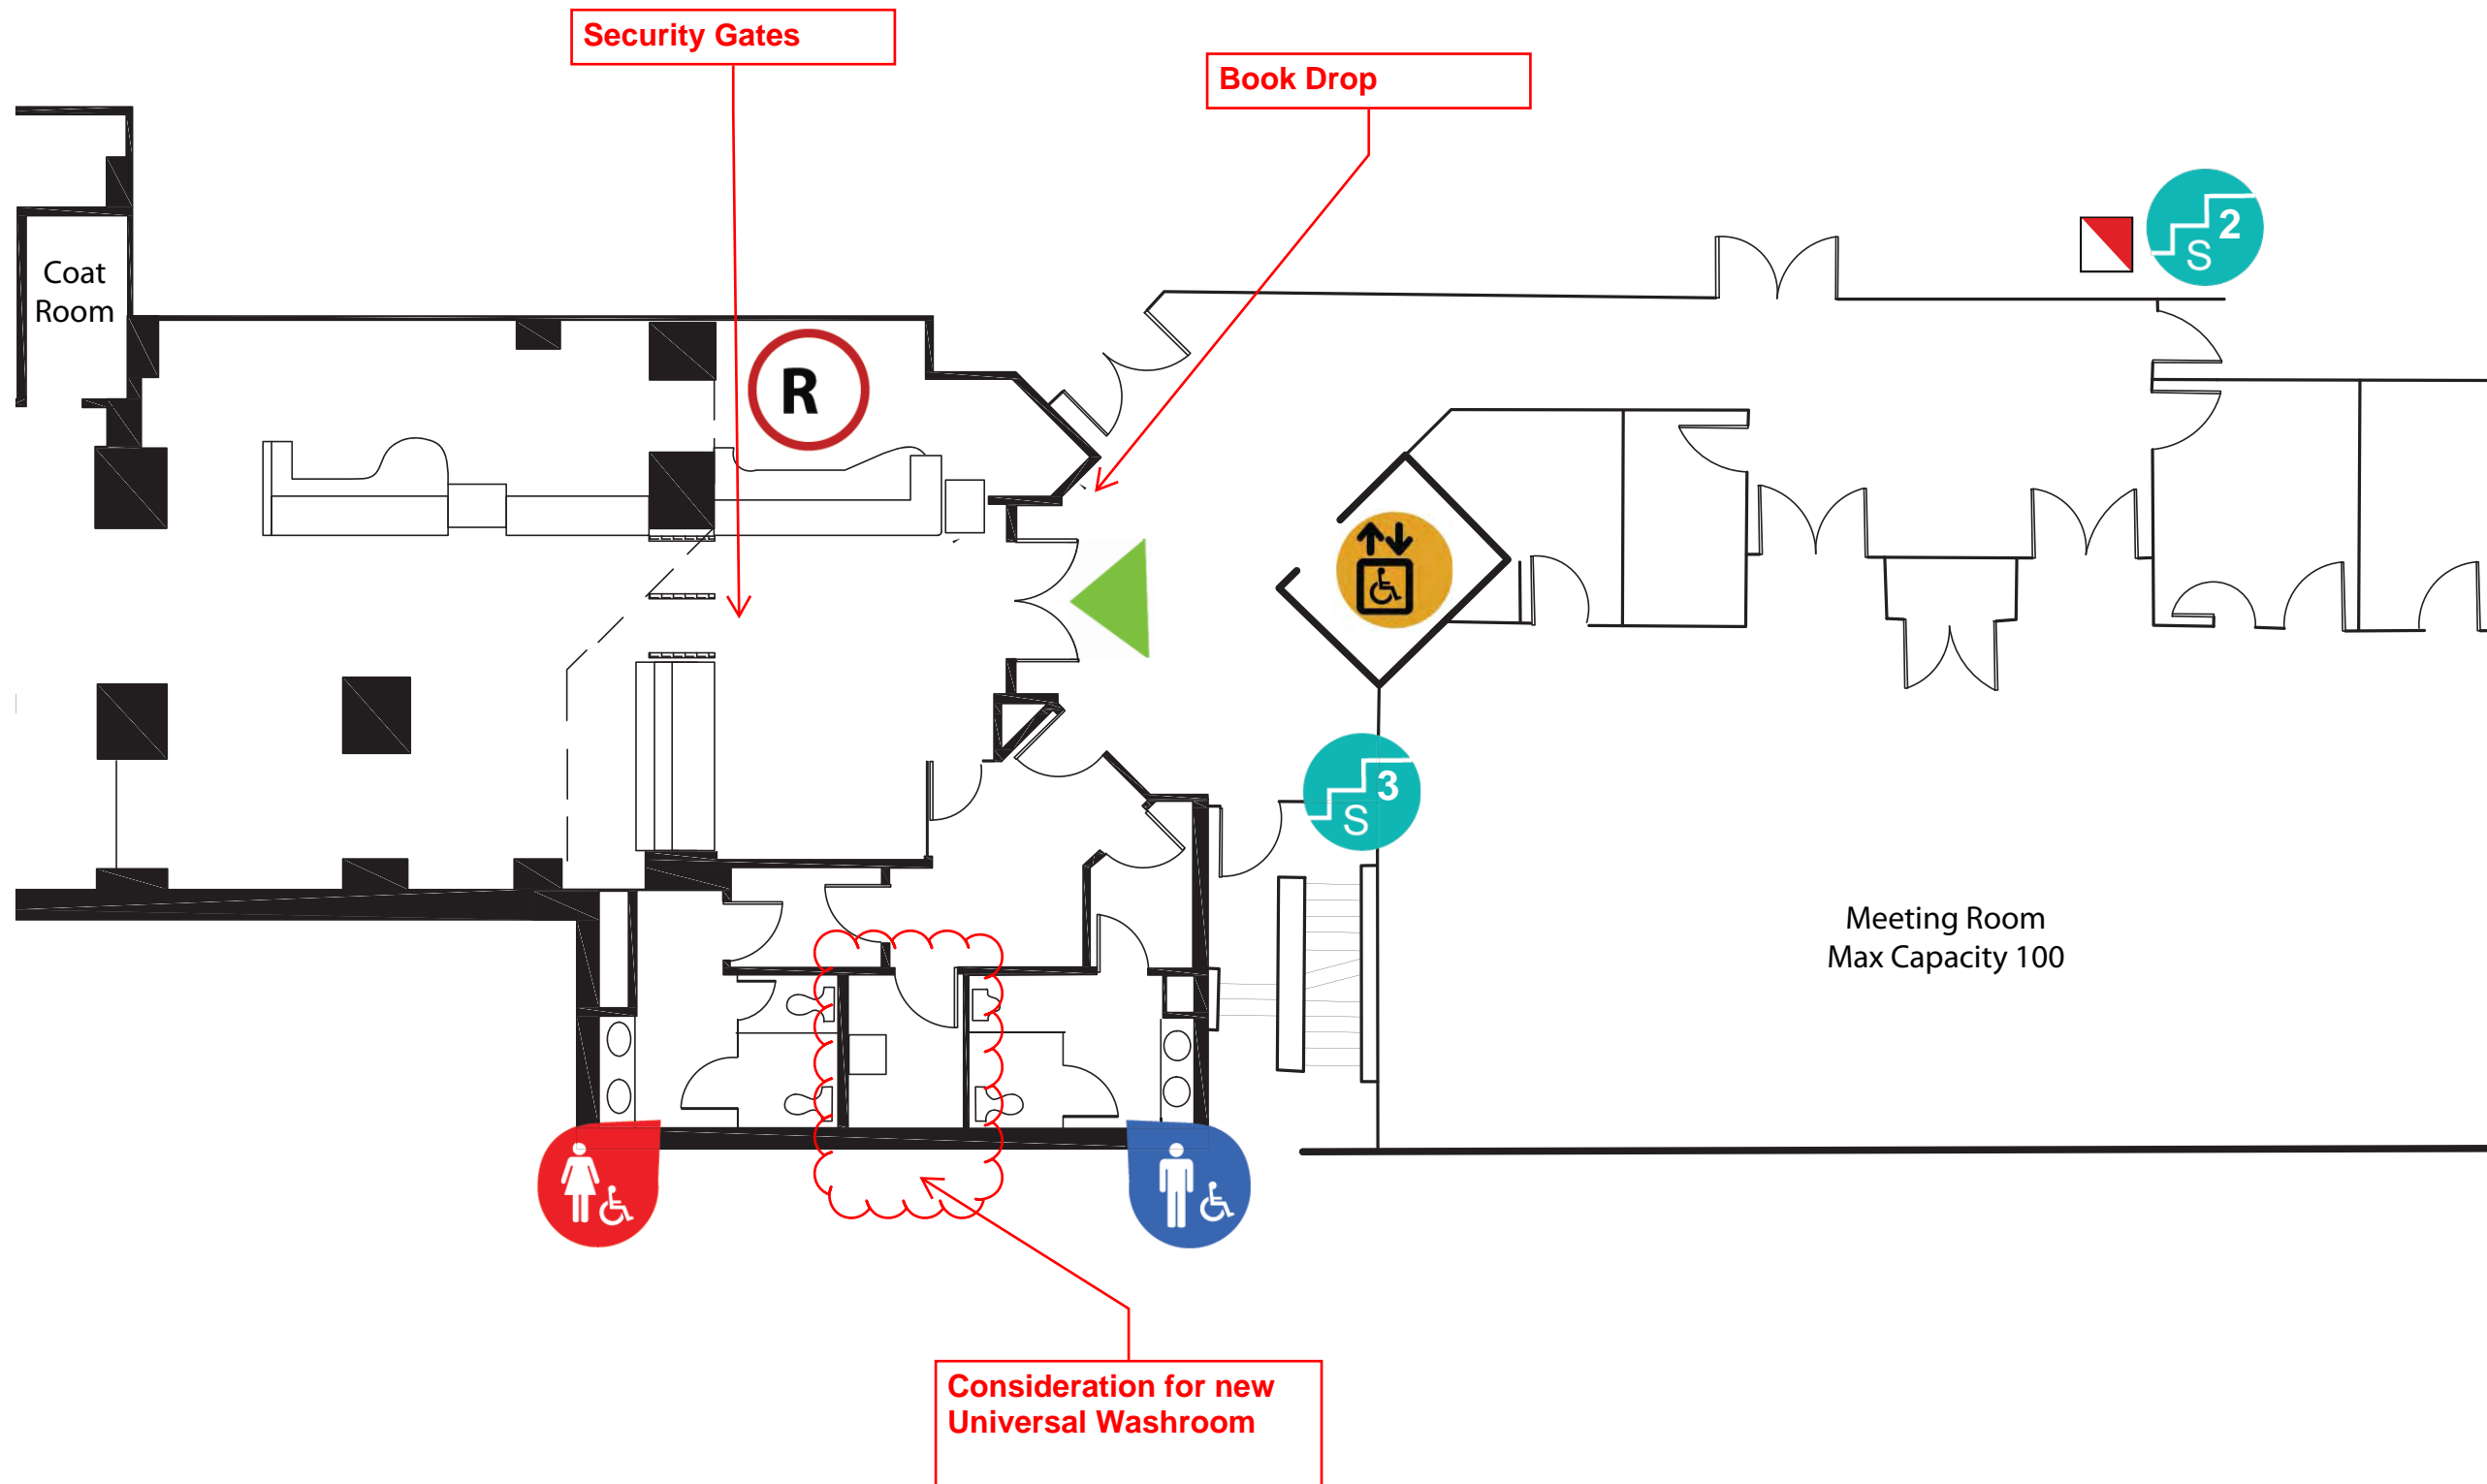 Security Gates
Book Drop
2
S
Coat
Room
R
3
S
Meeting Room
Max Capacity 100
Consideration for new
Universal Washroom